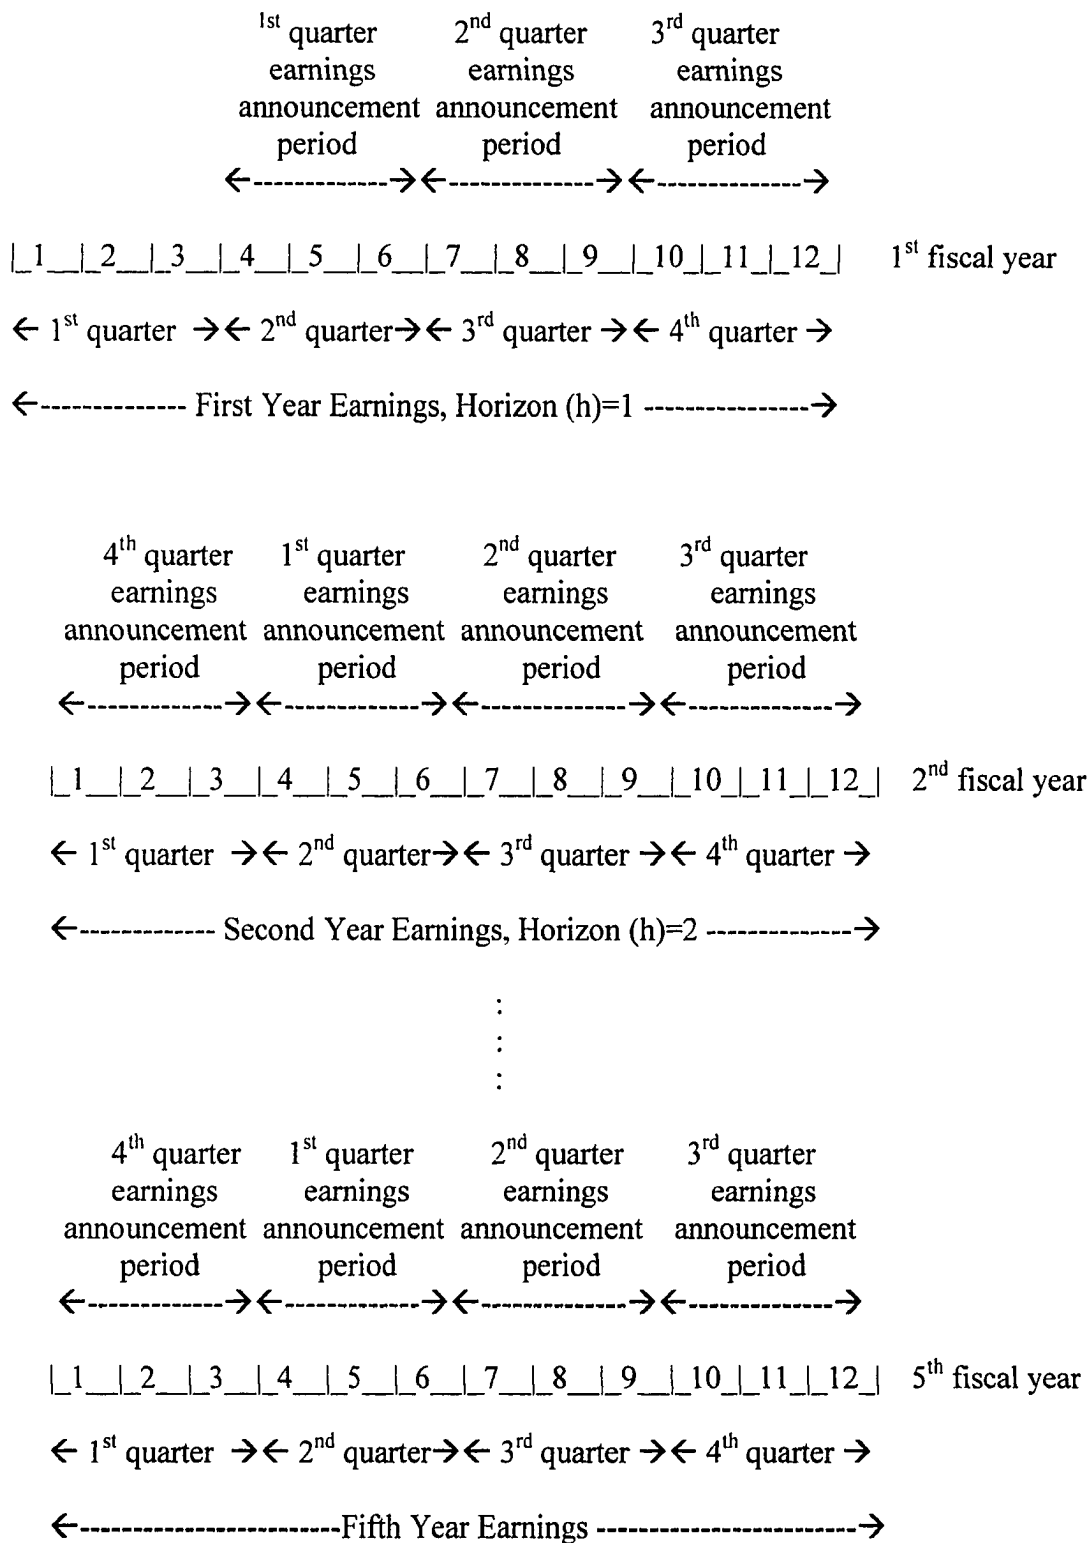 1st quarter 2nd quarter 3rd quarter
earnings earnings earnings
announcement announcement announcement
period period period
←-------------→←--------------→←--------------→
|_1__|_2__|_3__|_4__|_5__|_6__|_7__|_8__|_9__|_10_|_11_|_12_| 1st fiscal year
← 1st quarter →← 2nd quarter→← 3rd quarter →← 4th quarter →
←--------------- First Year Earnings, Horizon (h)=1 ----------------→
4th quarter 1st quarter 2nd quarter 3rd quarter
earnings earnings earnings earnings
announcement announcement announcement announcement
period period period period
←-------------→←-------------→←--------------→←--------------→
|_1__|_2__|_3__|_4__|_5__|_6__|_7__|_8__|_9__|_10_|_11_|_12_| 2nd fiscal year
← 1st quarter →← 2nd quarter→← 3rd quarter →← 4th quarter →
←------------- Second Year Earnings, Horizon (h)=2 --------------→
:
:
:
4th quarter 1st quarter 2nd quarter 3rd quarter
earnings earnings earnings earnings
announcement announcement announcement announcement
period period period period
←-------------→←-------------→←--------------→←--------------→
|_1__|_2__|_3__|_4__|_5__|_6__|_7__|_8__|_9__|_10_|_11_|_12_| 5th fiscal year
← 1st quarter →← 2nd quarter→← 3rd quarter →← 4th quarter →
←-------------------------Fifth Year Earnings --------------------------→